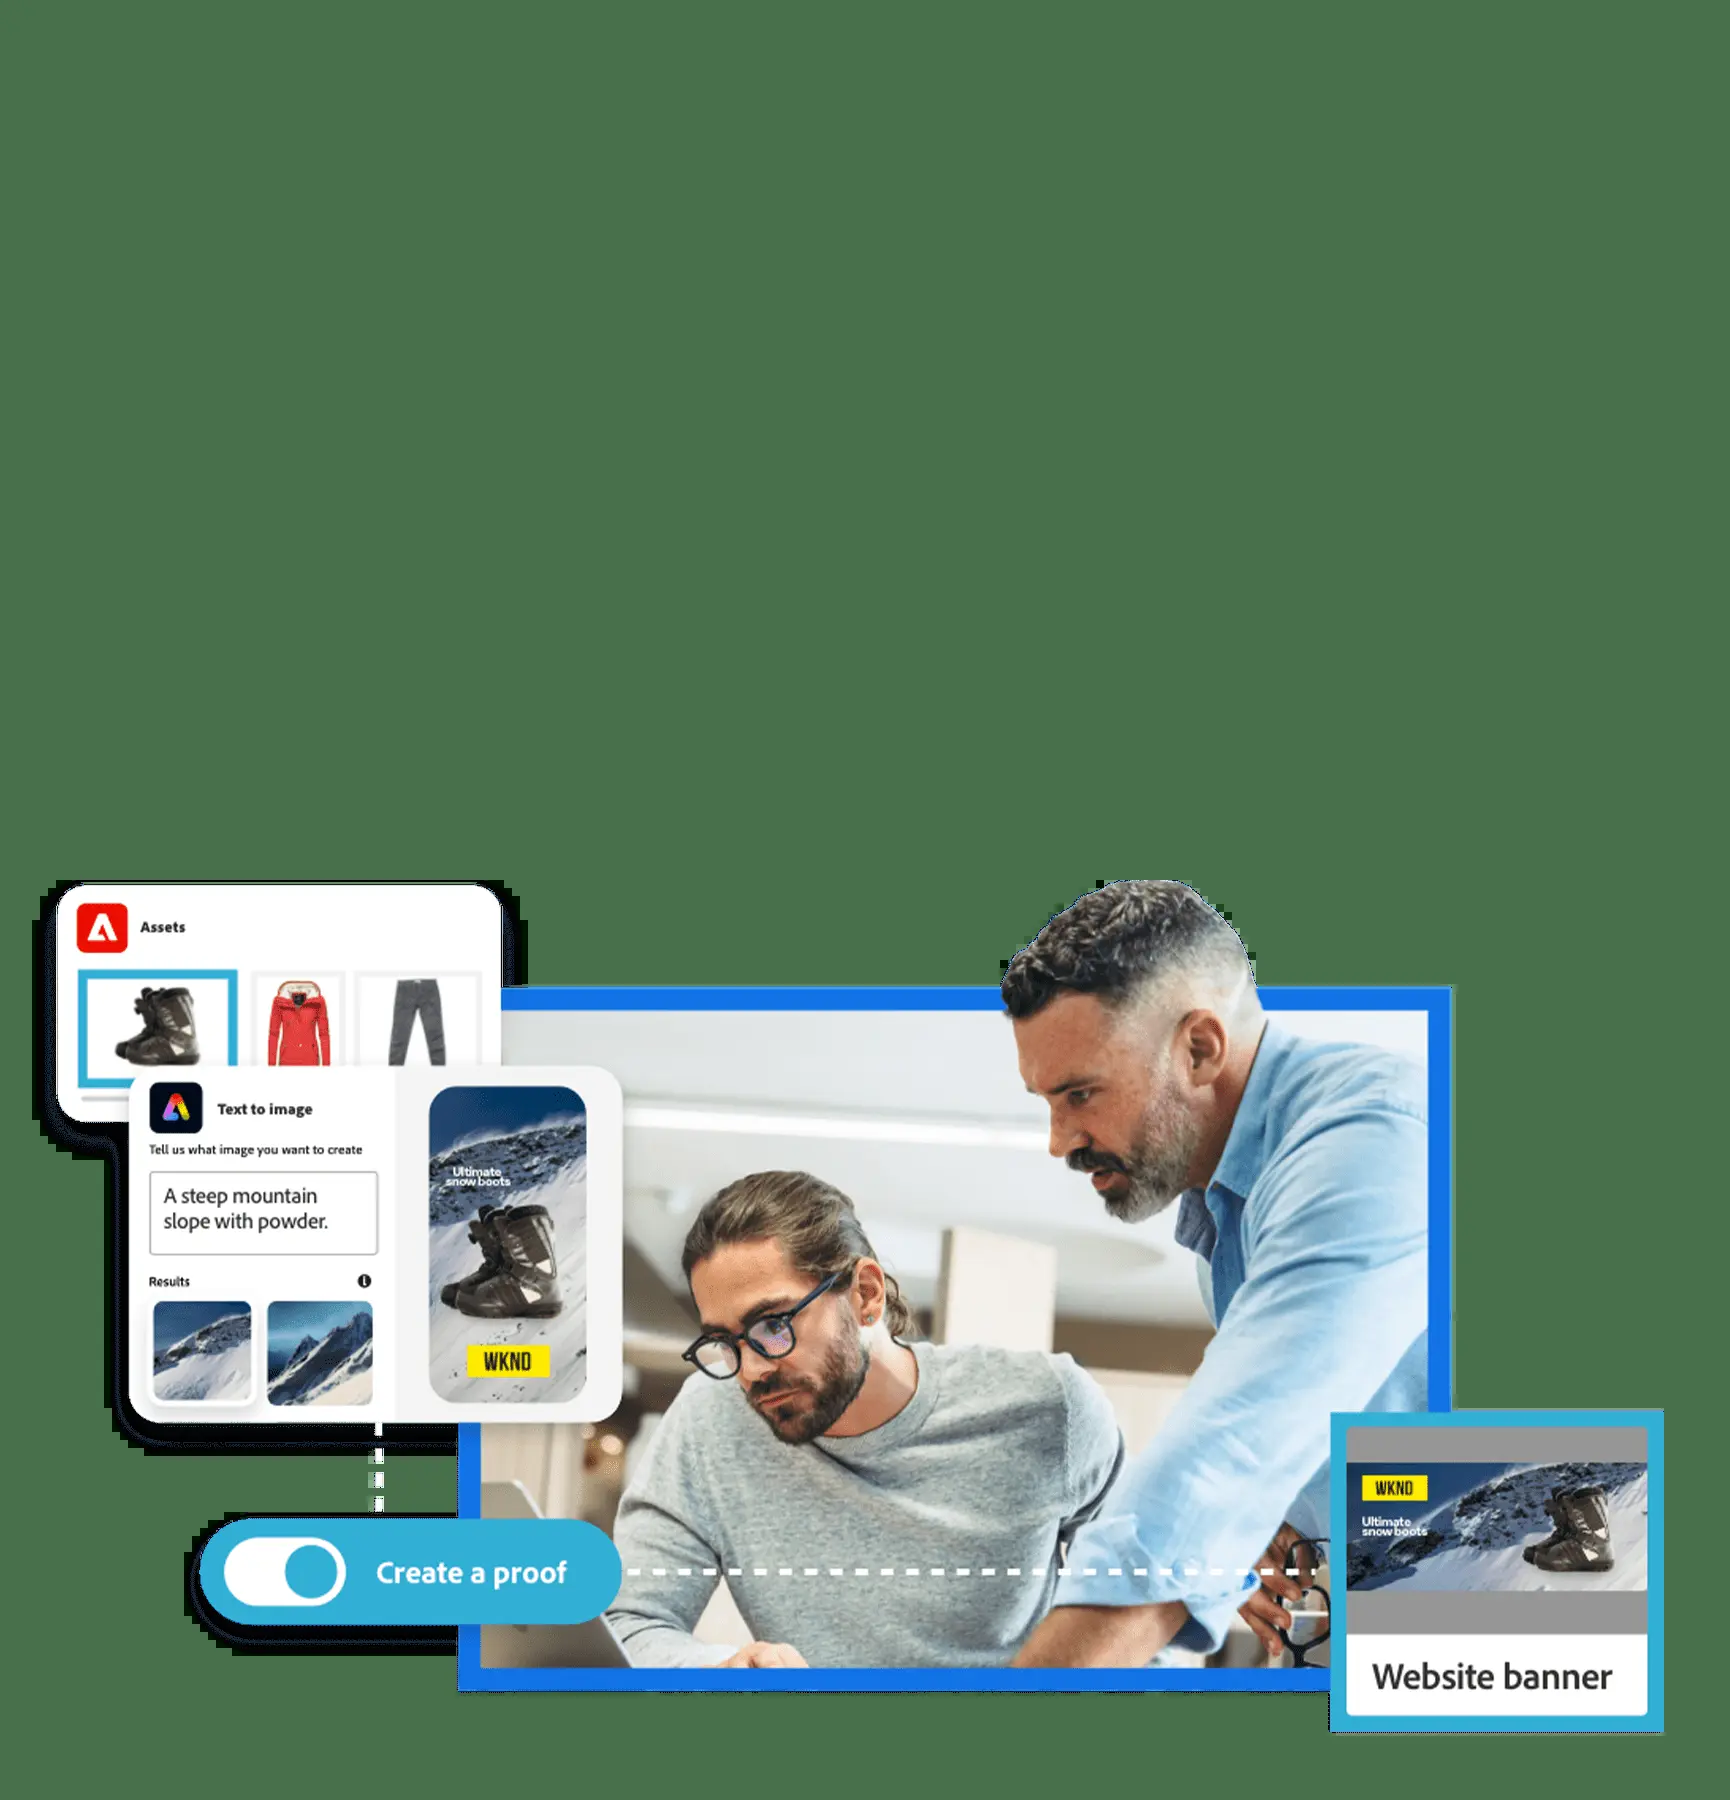 Assets
Text to image
Tell us what image you want to create
A steep mountain
slope with powder.
Results
Ultimate
snow boots
WKND
Create a proof
WKND
Ultimate
snow boots
Website banner